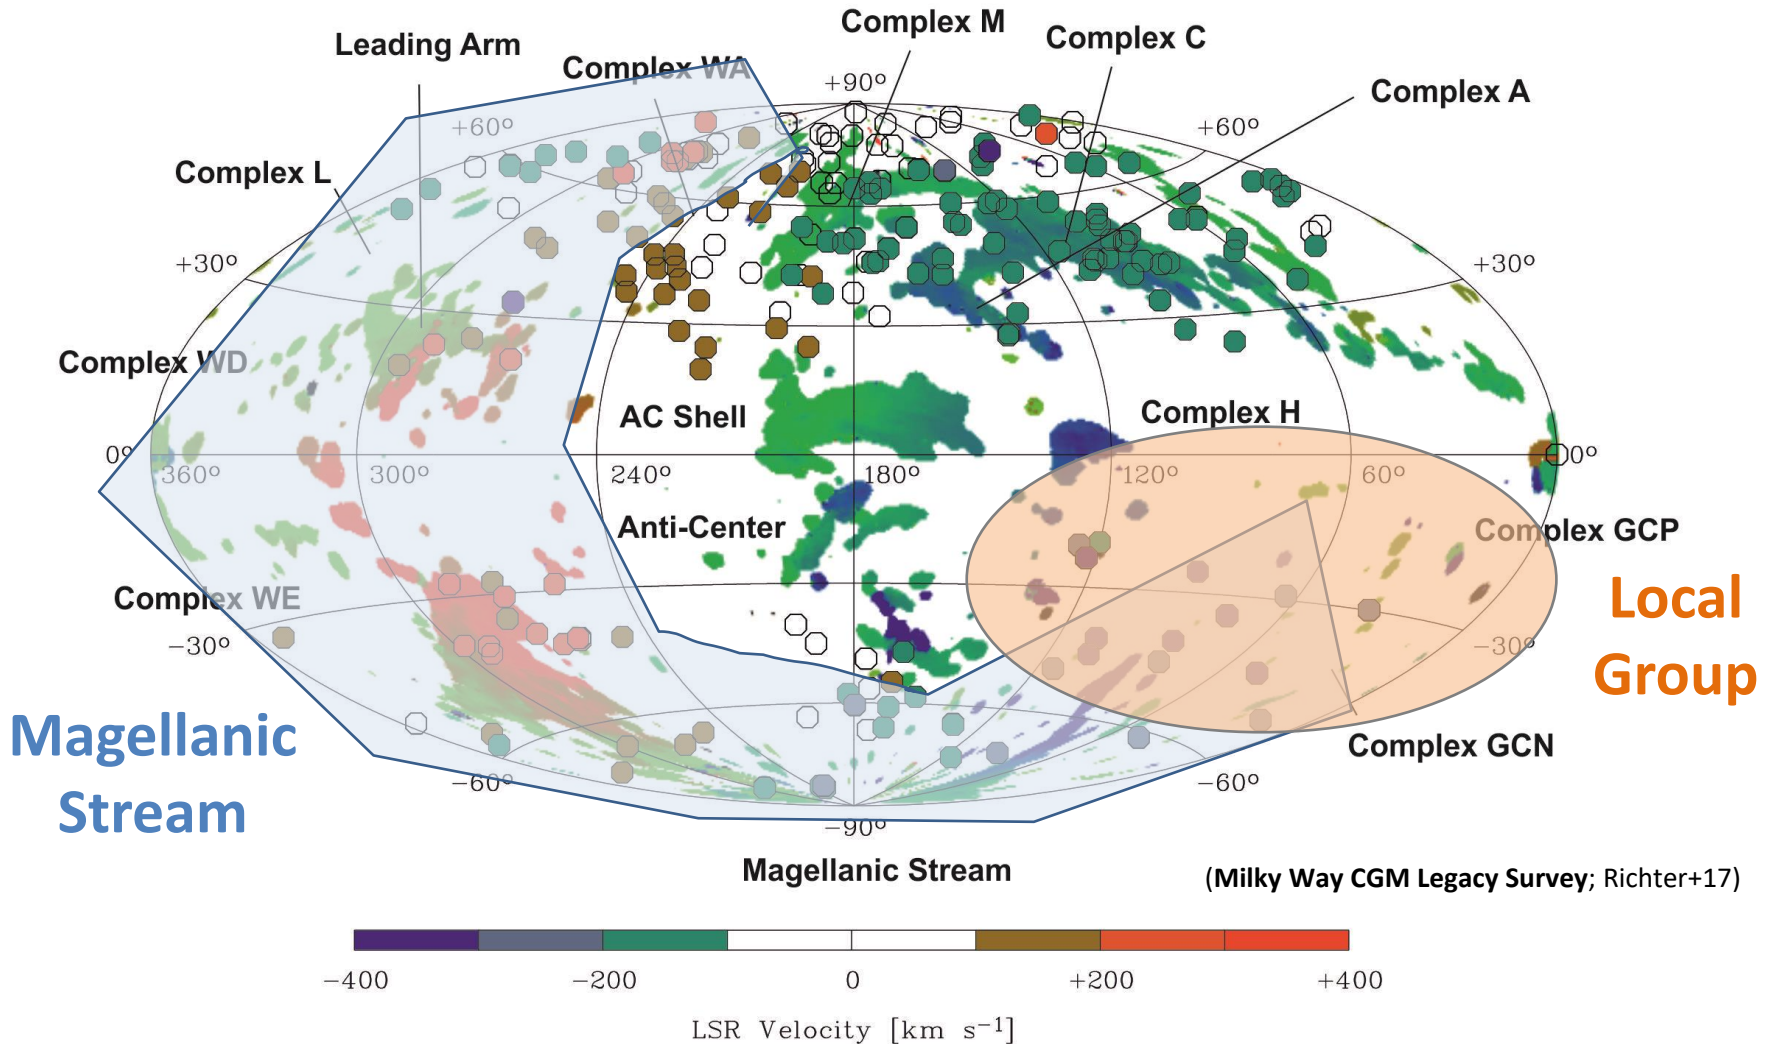 Complex M
Leading Arm
Complex C
Complex WA
+90°
Complex A
+60°
+60°
Complex L
+30°
+30°
Complex WD
AC Shell
Complex H
0°
360°
300°
240°
180°
120°
60°
0°
Anti-Center
Complex GCP
Complex WE
Local
Group
−30°
−30°
Magellanic
Stream
Complex GCN
−60°
−60°
−90°
Magellanic Stream
(Milky Way CGM Legacy Survey; Richter+17)
−400
−200
0
+200
+400
LSR Velocity [km s⁻¹]